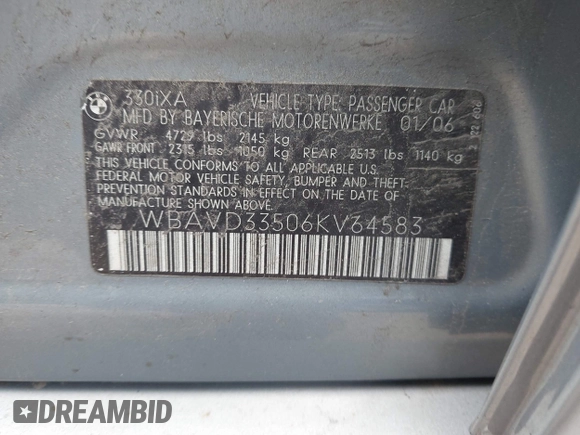 330iXA VEHICLE TYPE: PASSENGER CAR
MFD BY BAYERISCHE MOTORENWERKE 01/06
GVWR 4729 lbs 2145 kg
GAWR FRONT 2315 lbs 1050 kg REAR 2513 lbs 1140 kg
THIS VEHICLE CONFORMS TO ALL APPLICABLE
FEDERAL MOTOR VEHICLE SAFETY, BUMPER AND THEFT-
PREVENTION STANDARDS IN EFFECT ON THE DATE OF
MANUFACTURE SHOWN ABOVE.
WBAVD33506KV64583
DREAMBID